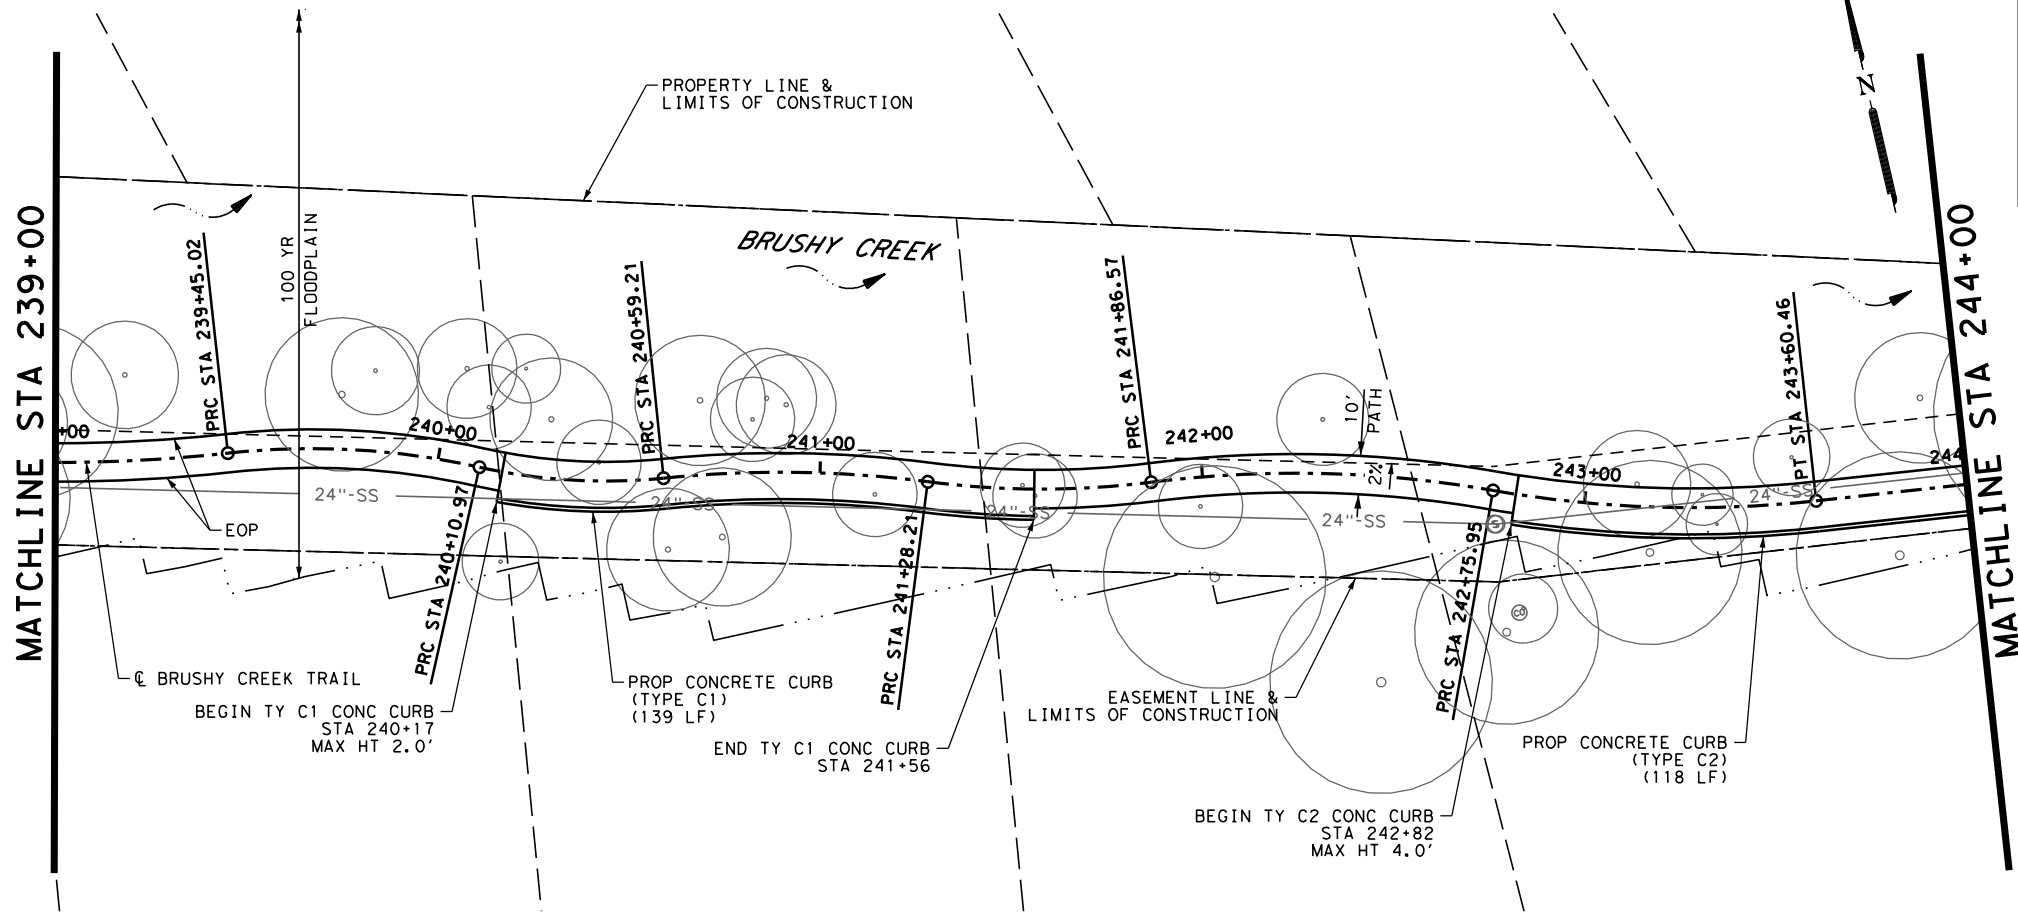 N
PROPERTY LINE &
LIMITS OF CONSTRUCTION
MATCHLINE STA 239+00
100 YR
FLOODPLAIN
BRUSHY CREEK
PRC STA 239+45.02
PRC STA 240+59.21
PRC STA 241+86.57
PT STA 243+60.46
MATCHLINE STA 244+00
+00
240+00
241+00
242+00
243+00
244
10'
PATH
2%
24"-SS
24"-SS
24"-SS
24"-SS
24"-SS
S
CO
EOP
PRC STA 240+10.97
PRC STA 241+28.21
PRC STA 242+75.95
℄ BRUSHY CREEK TRAIL
BEGIN TY C1 CONC CURB
STA 240+17
MAX HT 2.0'
PROP CONCRETE CURB
(TYPE C1)
(139 LF)
END TY C1 CONC CURB
STA 241+56
EASEMENT LINE &
LIMITS OF CONSTRUCTION
PROP CONCRETE CURB
(TYPE C2)
(118 LF)
BEGIN TY C2 CONC CURB
STA 242+82
MAX HT 4.0'